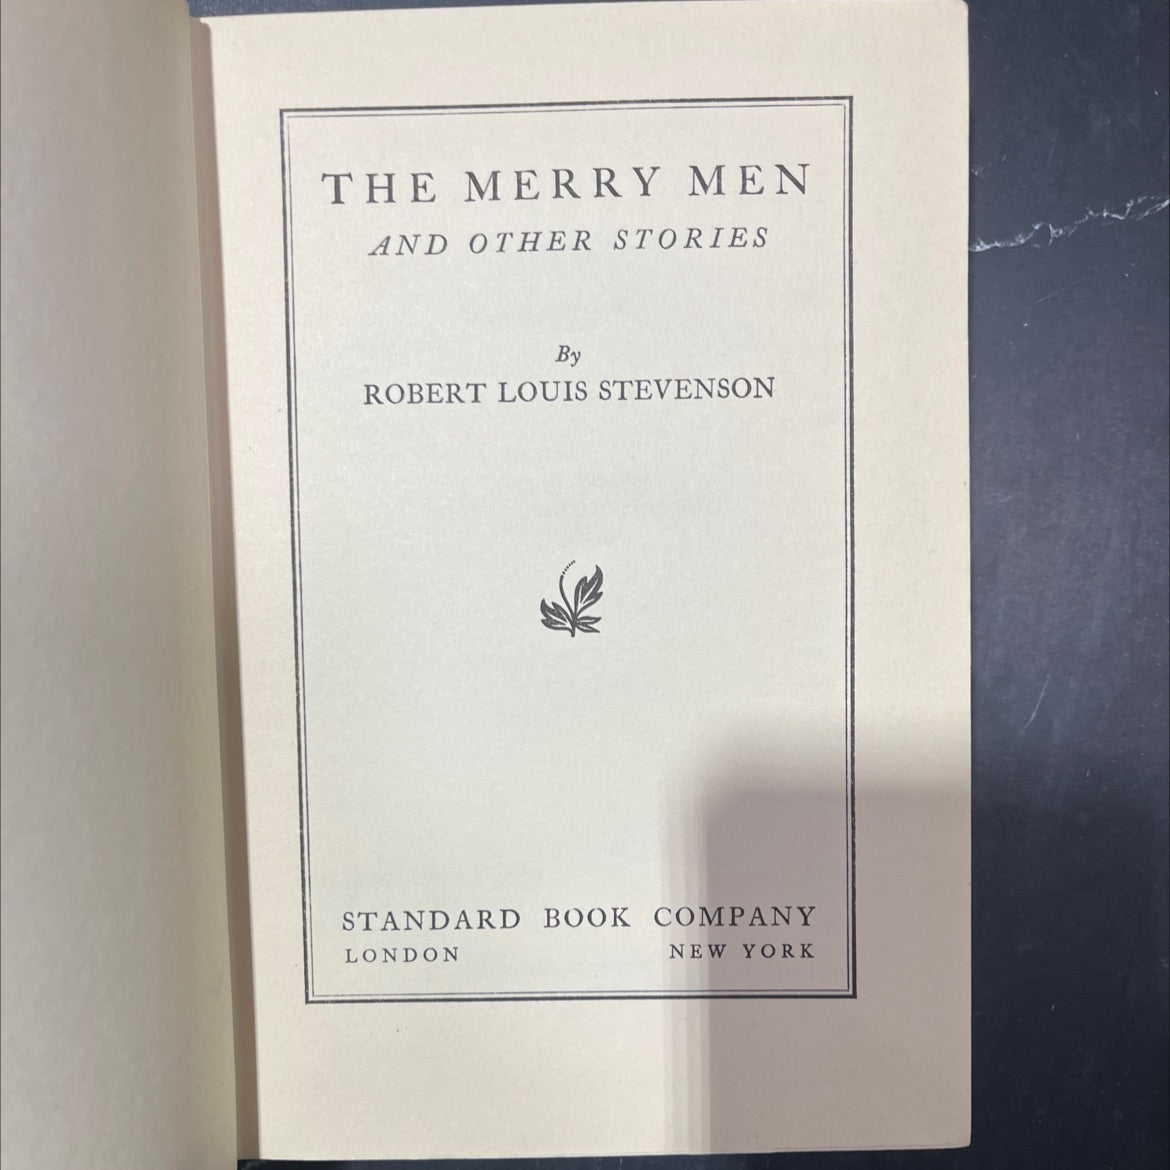 THE MERRY MEN
AND OTHER STORIES
By
ROBERT LOUIS STEVENSON
STANDARD BOOK COMPANY
LONDON NEW YORK